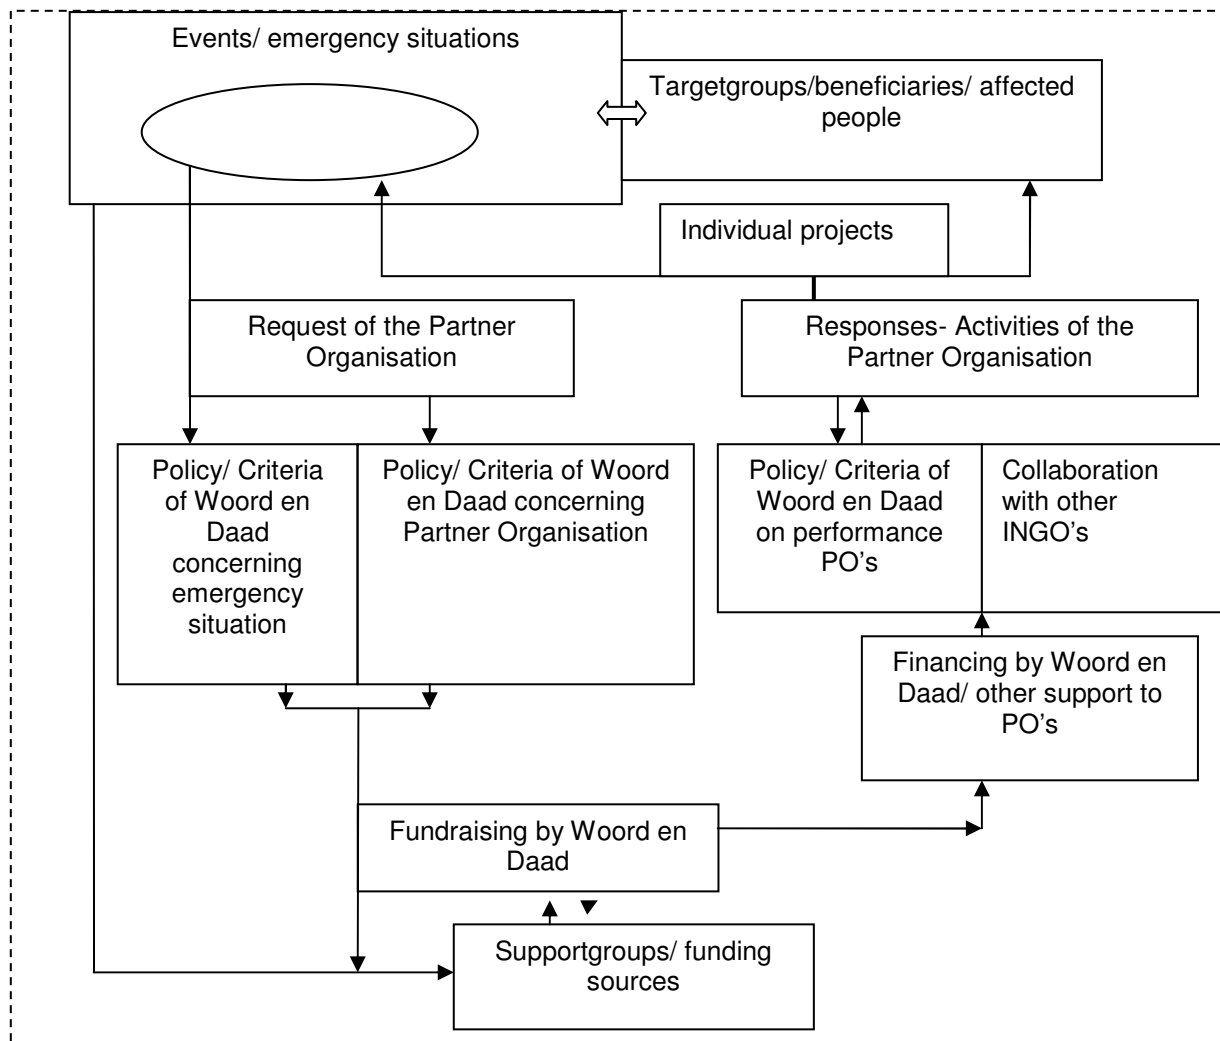 Events/ emergency situations
Targetgroups/beneficiaries/ affected
people
Individual projects
Request of the Partner
Organisation
Responses- Activities of the
Partner Organisation
Policy/ Criteria
of Woord en
Daad
concerning
emergency
situation
Policy/ Criteria of Woord
en Daad concerning
Partner Organisation
Policy/ Criteria of
Woord en Daad
on performance
PO’s
Collaboration
with other
INGO’s
Financing by Woord en
Daad/ other support to
PO’s
Fundraising by Woord en
Daad
Supportgroups/ funding
sources